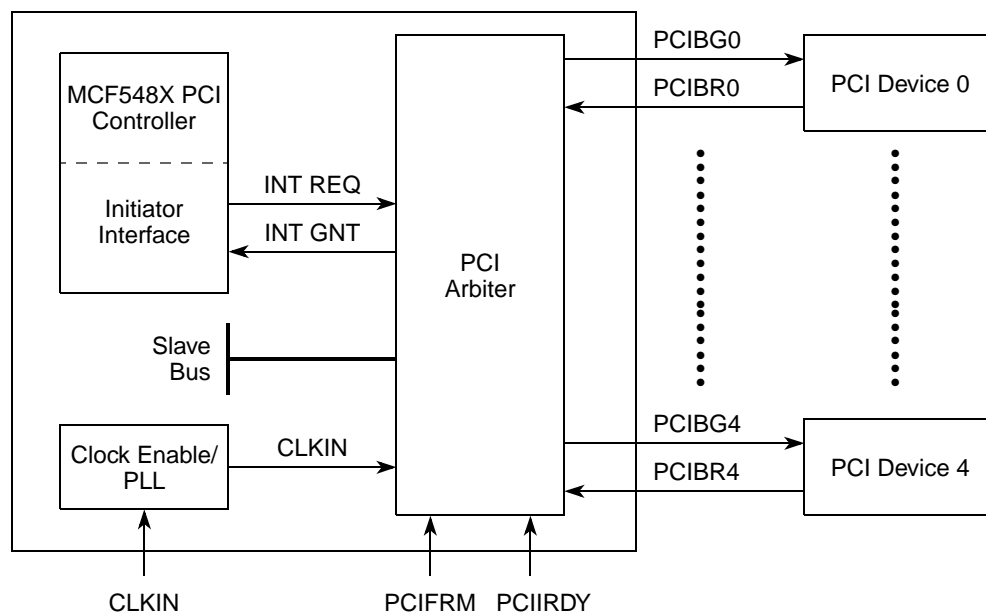 PCIBG0
PCI Device 0
PCIBR0
MCF548X PCI
Controller
INT REQ
Initiator
Interface
INT GNT
PCI
Arbiter
Slave
Bus
PCIBG4
Clock Enable/
PLL
CLKIN
PCI Device 4
PCIBR4
CLKIN
PCIFRM
PCIIRDY